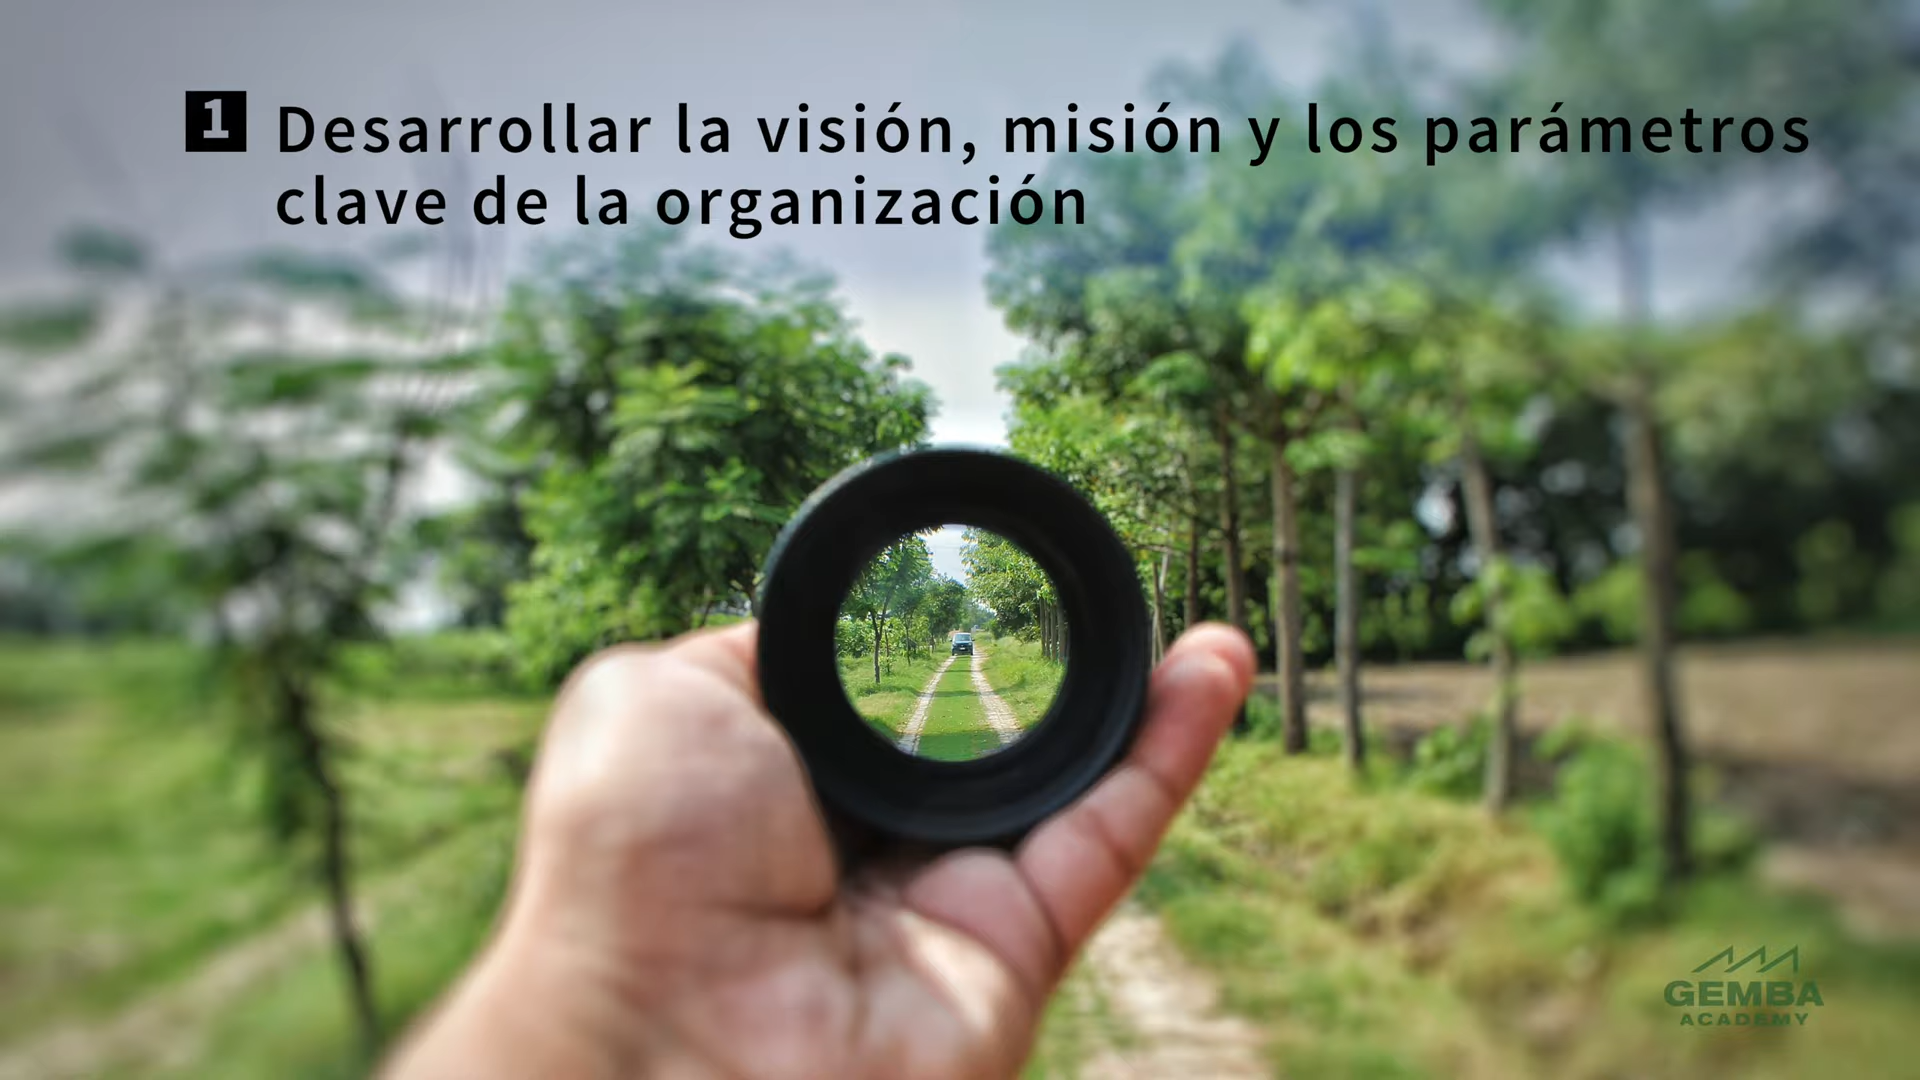 1 Desarrollar la visión, misión y los parámetros
clave de la organización
GEMBA
ACADEMY